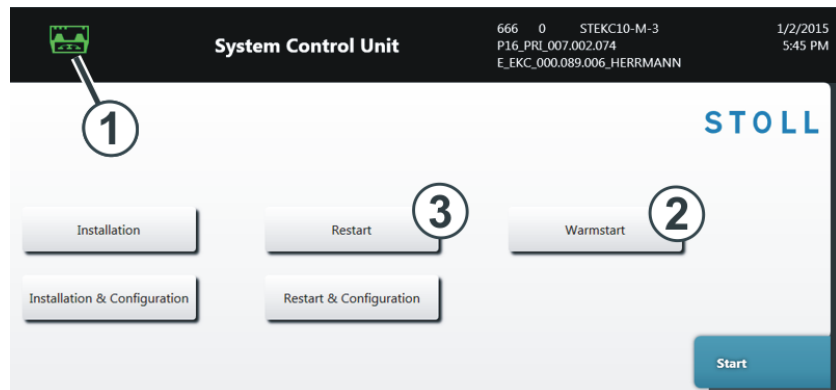 System Control Unit
666 0 STEKC10-M-3
P16_PRI_007.002.074
E_EKC_000.089.006_HERRMANN
1/2/2015
5:45 PM
1
STOLL
Installation
Restart
3
Warmstart
2
Installation & Configuration
Restart & Configuration
Start